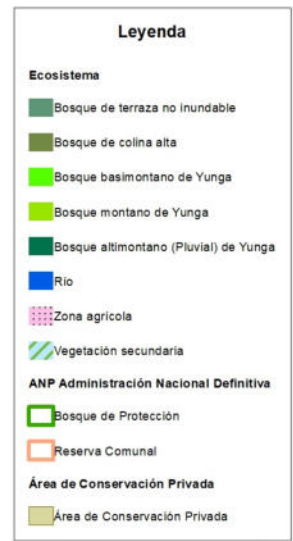 Leyenda
Ecosistema
Bosque de terraza no inundable
Bosque de colina alta
Bosque basimontano de Yunga
Bosque montano de Yunga
Bosque altimontano (Pluvial) de Yunga
Río
Zona agrícola
Vegetación secundaria
ANP Administración Nacional Definitiva
Bosque de Protección
Reserva Comunal
Área de Conservación Privada
Área de Conservación Privada